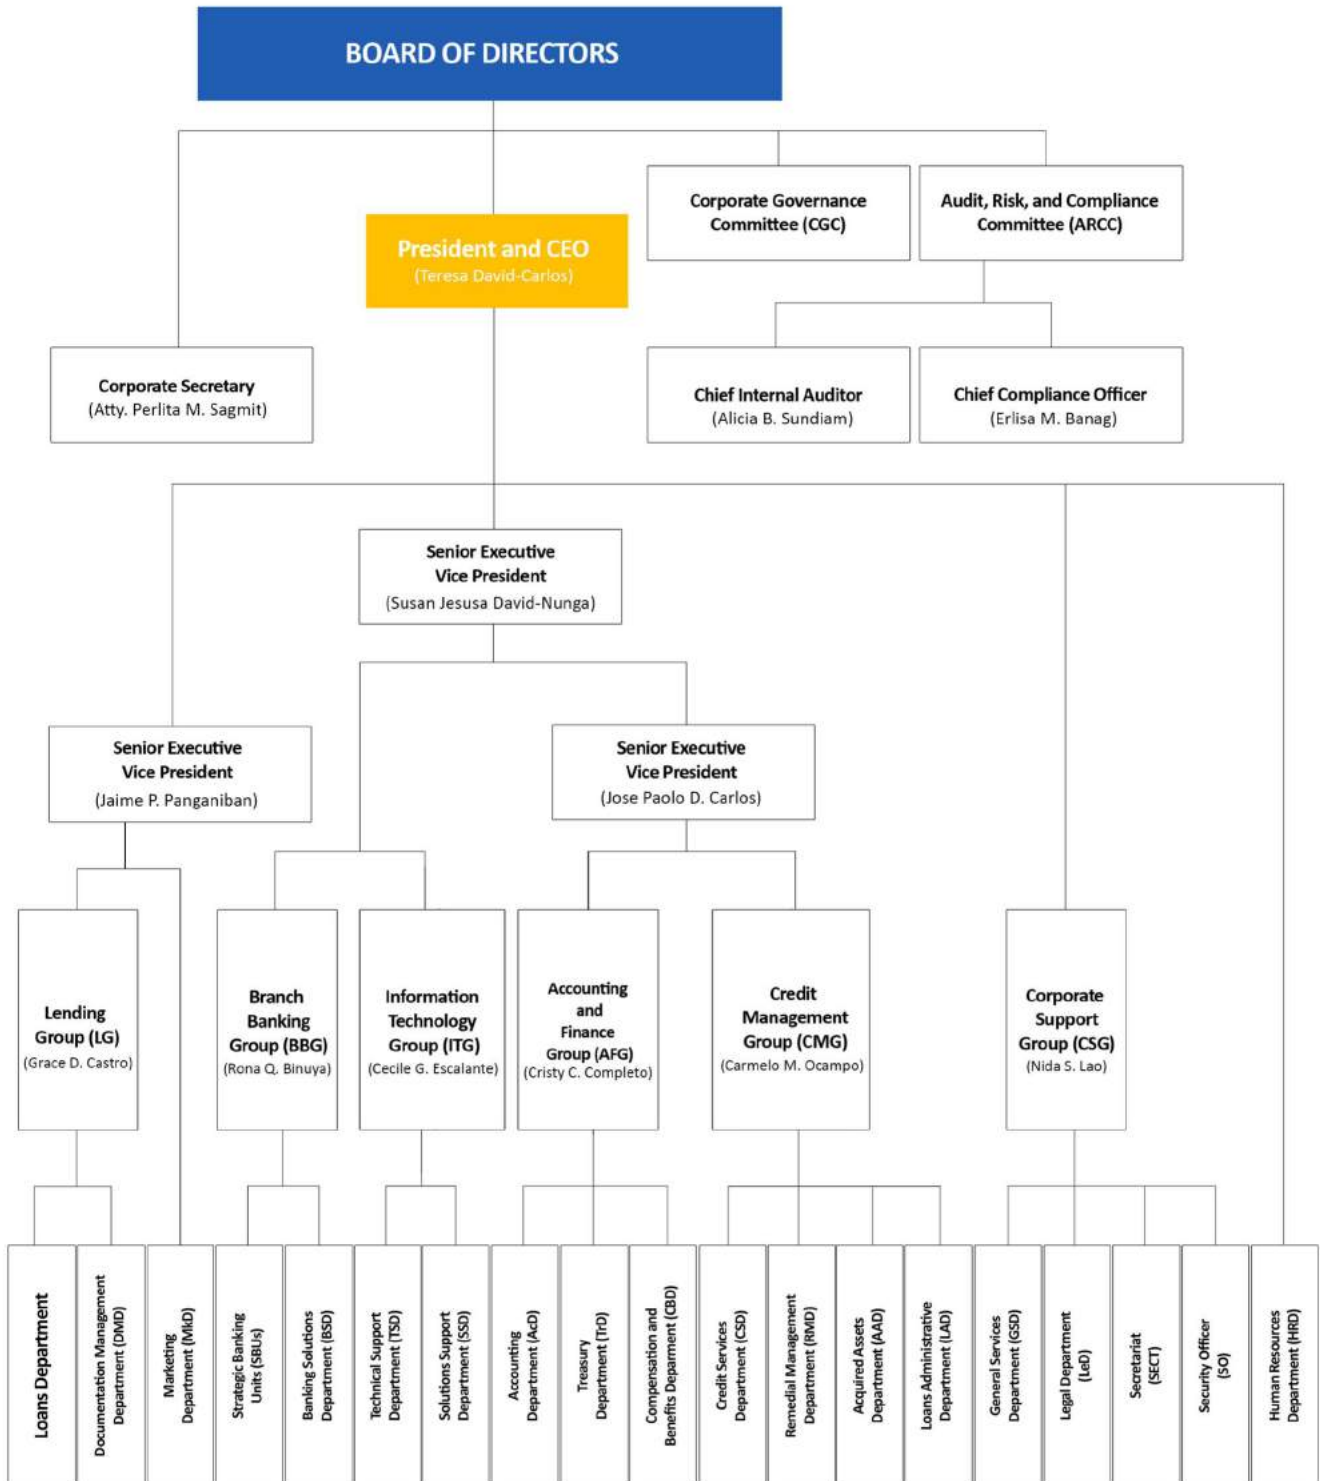 BOARD OF DIRECTORS
Corporate Governance
Committee (CGC)
Audit, Risk, and Compliance
Committee (ARCC)
President and CEO
(Teresa David-Carlos)
Corporate Secretary
(Atty. Perlita M. Sagmit)
Chief Internal Auditor
(Alicia B. Sundiam)
Chief Compliance Officer
(Erlisa M. Banag)
Senior Executive
Vice President
(Susan Jesusa David-Nunga)
Senior Executive
Vice President
(Jaime P. Panganiban)
Senior Executive
Vice President
(Jose Paolo D. Carlos)
Lending
Group (LG)
(Grace D. Castro)
Branch
Banking
Group (BBG)
(Rona Q. Binuya)
Information
Technology
Group (ITG)
(Cecile G. Escalante)
Accounting
and
Finance
Group (AFG)
(Cristy C. Completo)
Credit
Management
Group (CMG)
(Carmelo M. Ocampo)
Corporate
Support
Group (CSG)
(Nida S. Lao)
Loans Department
Documentation Management
Department (DMD)
Marketing
Department (MkD)
Strategic Banking
Units (SBUs)
Banking Solutions
Department (BSD)
Technical Support
Department (TSD)
Solutions Support
Department (SSD)
Accounting
Department (AcD)
Treasury
Department (TrD)
Compensation and
Benefits Deparment (CBD)
Credit Services
Department (CSD)
Remedial Management
Department (RMD)
Acquired Assets
Department (AAD)
Loans Administrative
Department (LAD)
General Services
Department (GSD)
Legal Department
(LeD)
Secretariat
(SECT)
Security Officer
(SO)
Human Resources
Department (HRD)